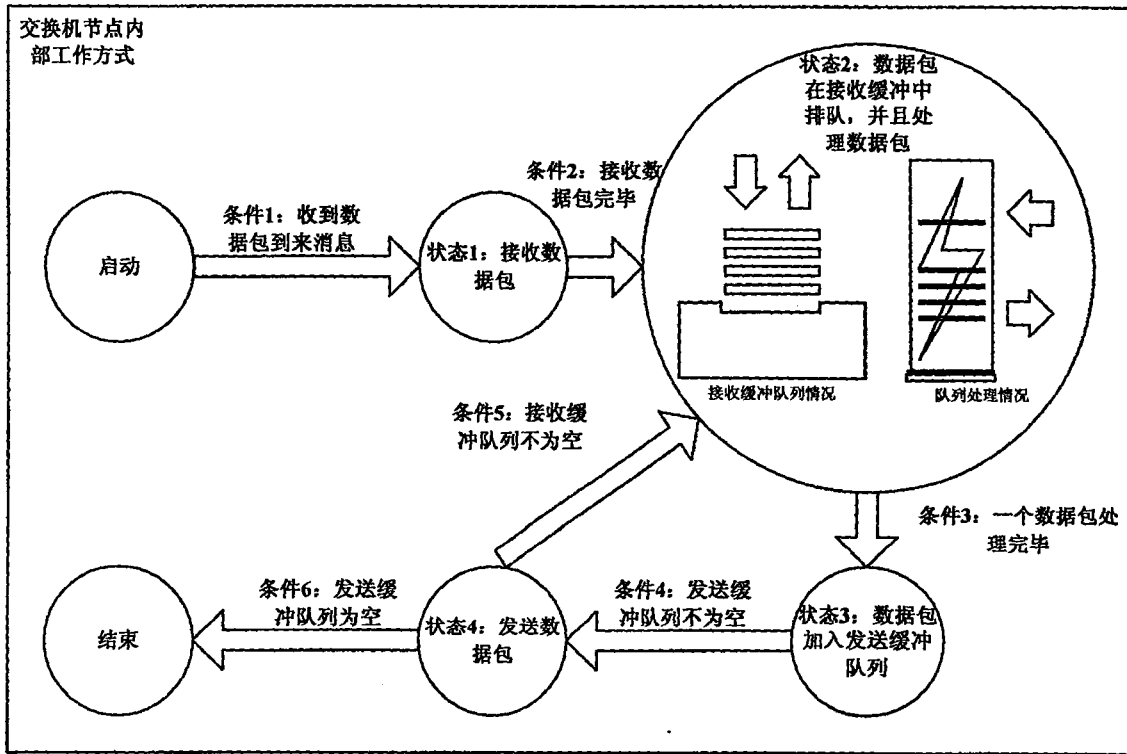 交换机节点内
部工作方式
状态2：数据包
在接收缓冲中
排队，并且处
理数据包
条件2：接收数
据包完毕
条件1：收到数
据包到来消息
启动
状态1：接收数
据包
接收缓冲队列情况
队列处理情况
条件5：接收缓
冲队列不为空
条件3：一个数据包处
理完毕
条件6：发送缓
冲队列为空
条件4：发送缓
冲队列不为空
结束
状态4：发送数
据包
状态3：数据包
加入发送缓冲
队列